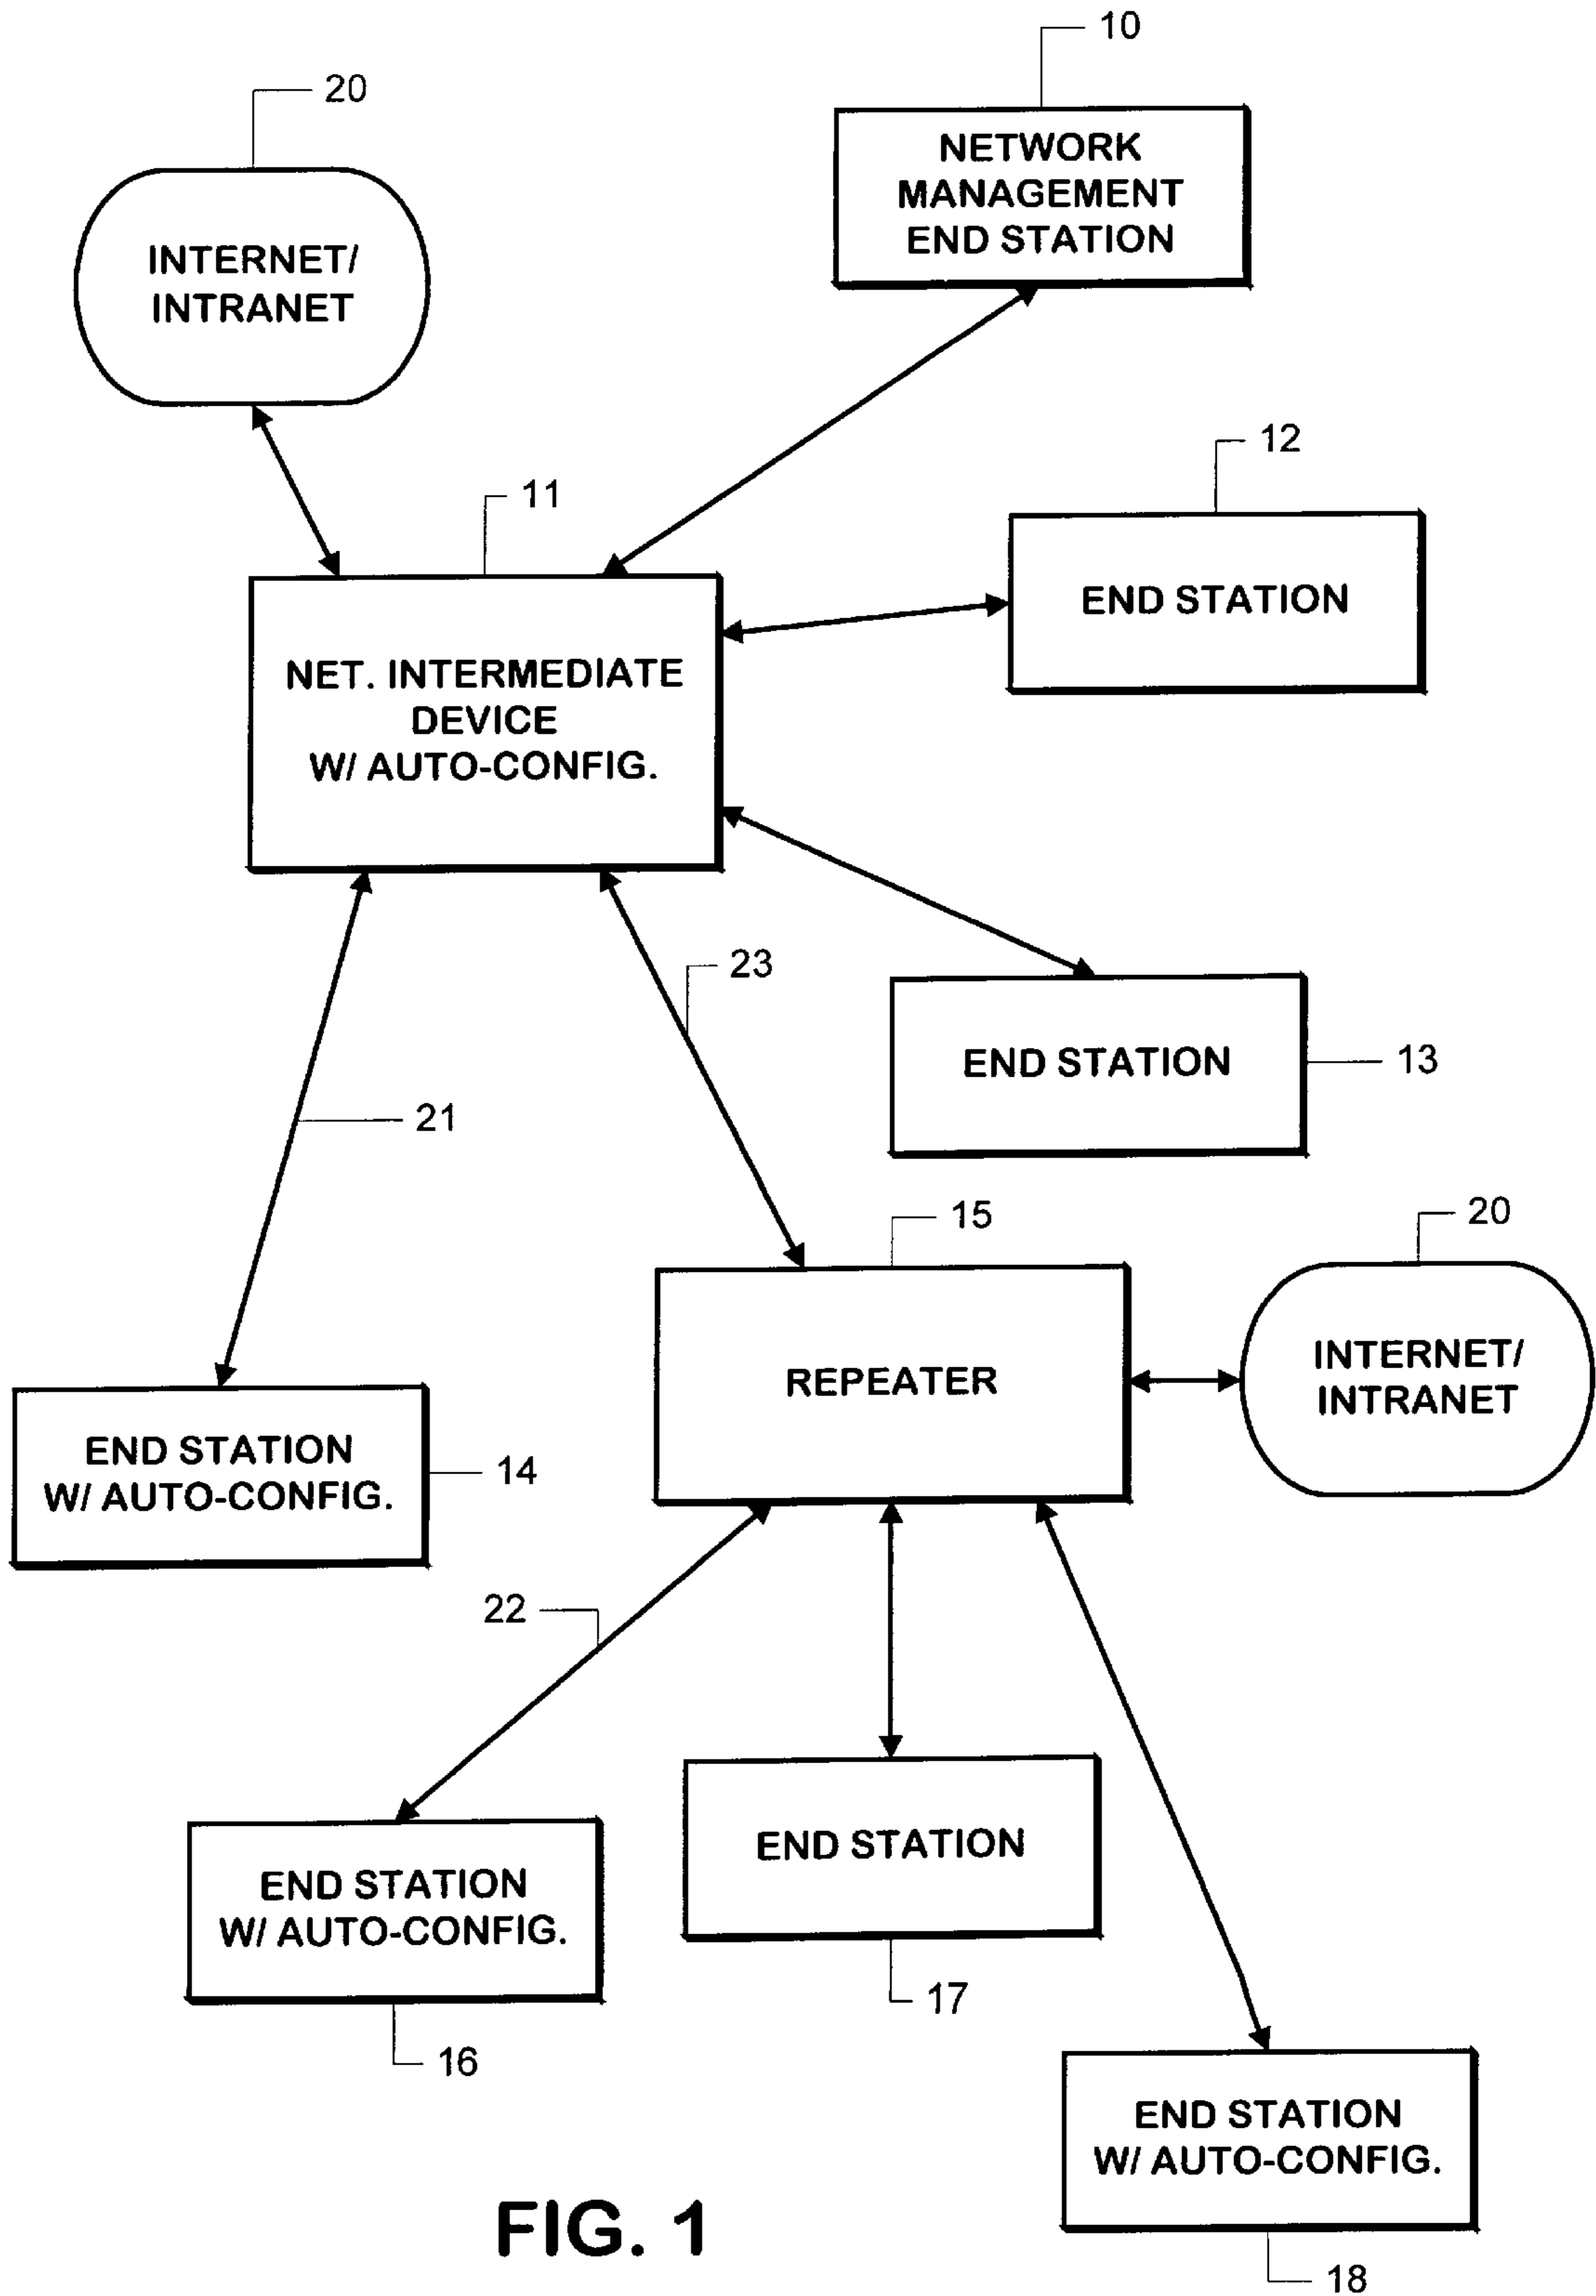 10
20
NETWORK
MANAGEMENT
END STATION
INTERNET/
INTRANET
12
11
END STATION
NET. INTERMEDIATE
DEVICE
W/ AUTO-CONFIG.
23
END STATION
13
21
15
20
REPEATER
INTERNET/
INTRANET
END STATION
W/ AUTO-CONFIG.
14
22
END STATION
END STATION
W/ AUTO-CONFIG.
17
16
END STATION
W/ AUTO-CONFIG.
FIG. 1
18